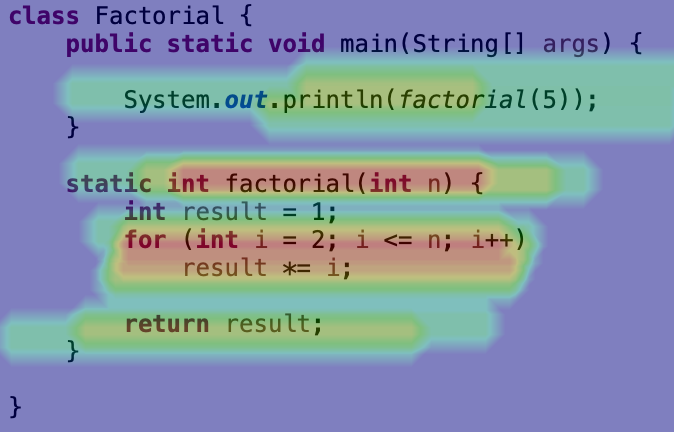 class Factorial {
public static void main(String[] args) {
System.out.println(factorial(5));
}
static int factorial(int n) {
int result = 1;
for (int i = 2; i <= n; i++)
result *= i;
return result;
}
}